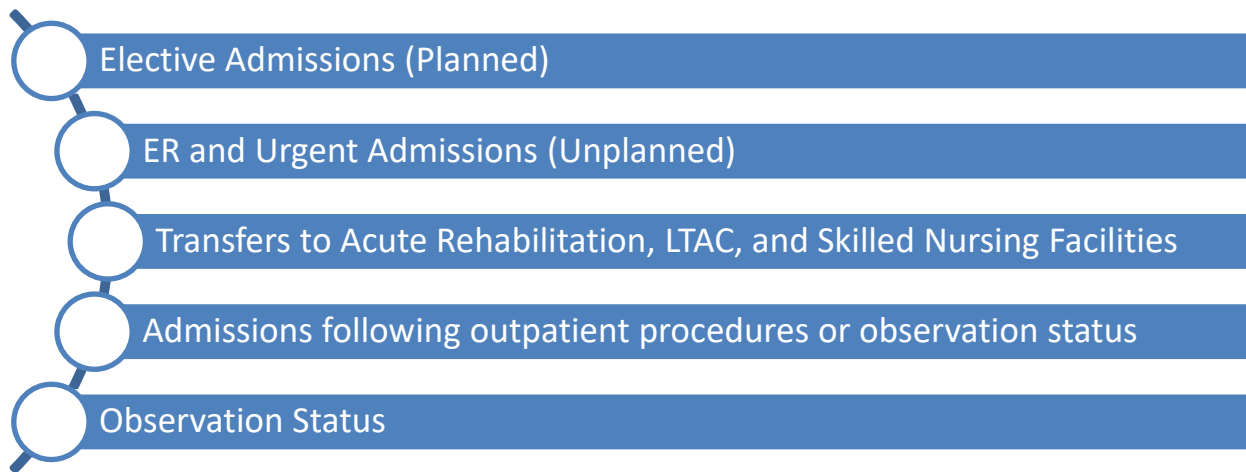 Elective Admissions (Planned)
ER and Urgent Admissions (Unplanned)
Transfers to Acute Rehabilitation, LTAC, and Skilled Nursing Facilities
Admissions following outpatient procedures or observation status
Observation Status